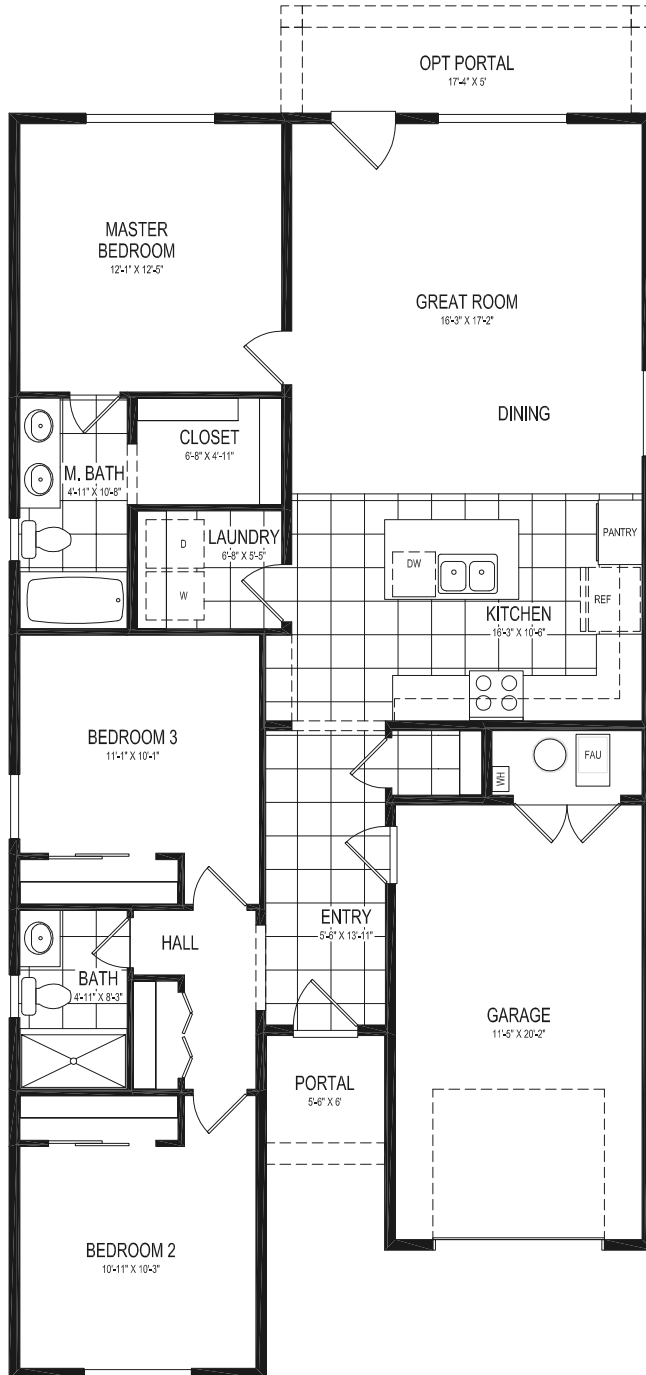 OPT PORTAL
17'-4" X 5'
MASTER
BEDROOM
12'-1" X 12'-5"
GREAT ROOM
16'-3" X 17'-2"
DINING
CLOSET
6'-8" X 4'-11"
M. BATH
4'-11" X 10'-8"
LAUNDRY
6'-8" X 5'-5"
D
W
PANTRY
DW
REF
KITCHEN
16'-3" X 10'-6"
BEDROOM 3
11'-1" X 10'-1"
WH
FAU
ENTRY
5'-6" X 13'-11"
HALL
BATH
4'-11" X 8'-3"
GARAGE
11'-5" X 20'-2"
PORTAL
5'-6" X 6'
BEDROOM 2
10'-11" X 10'-3"